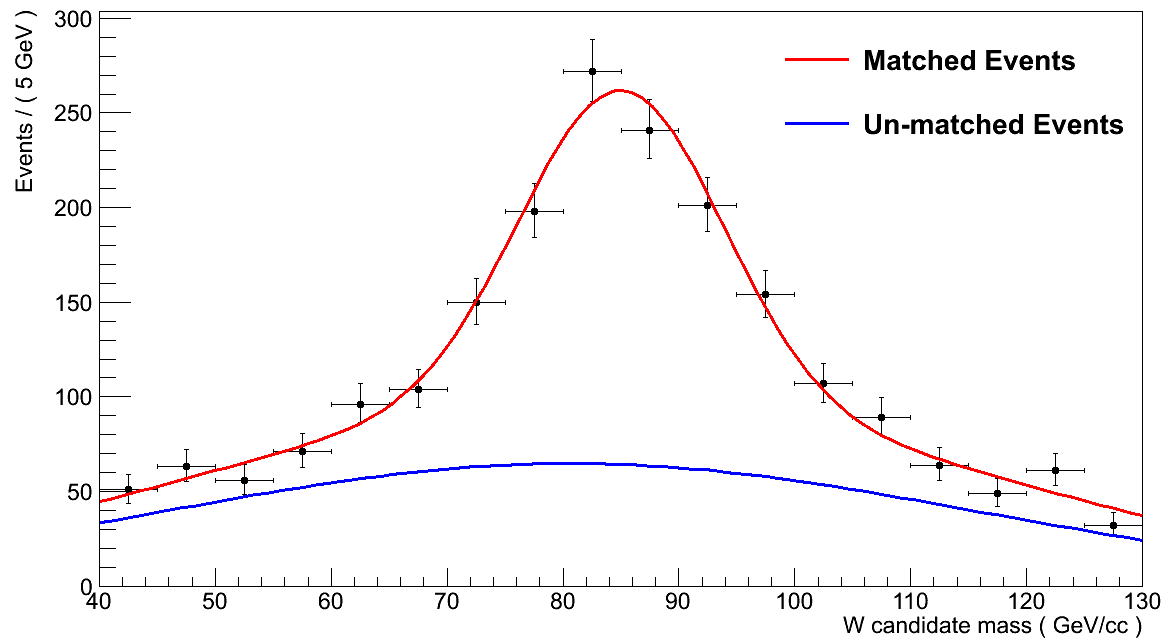 Events / ( 5 GeV )
300
250
200
150
100
50
0
Matched Events
Un-matched Events
40 50 60 70 80 90 100 110 120 130
W candidate mass ( GeV/cc )